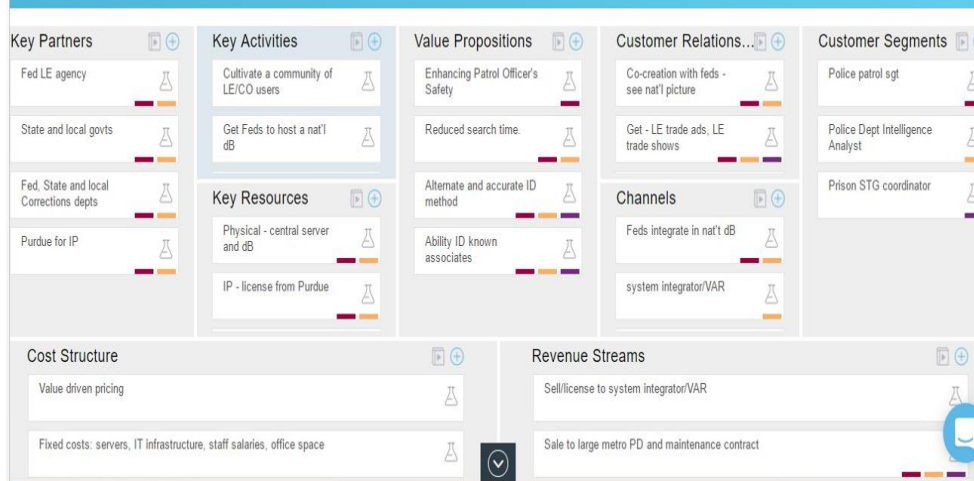 Key Partners
Fed LE agency
State and local govts
Fed, State and local
Corrections depts
Purdue for IP
Key Activities
Cultivate a community of
LE/CO users
Get Feds to host a nat'l
dB
Key Resources
Physical - central server
and dB
IP - license from Purdue
Value Propositions
Enhancing Patrol Officer's
Safety
Reduced search time.
Alternate and accurate ID
method
Ability ID known
associates
Customer Relations...
Co-creation with feds -
see nat'l picture
Get - LE trade ads, LE
trade shows
Channels
Feds integrate in nat't dB
system integrator/VAR
Customer Segments
Police patrol sgt
Police Dept Intelligence
Analyst
Prison STG coordinator
Cost Structure
Value driven pricing
Fixed costs: servers, IT infrastructure, staff salaries, office space
Revenue Streams
Sell/license to system integrator/VAR
Sale to large metro PD and maintenance contract